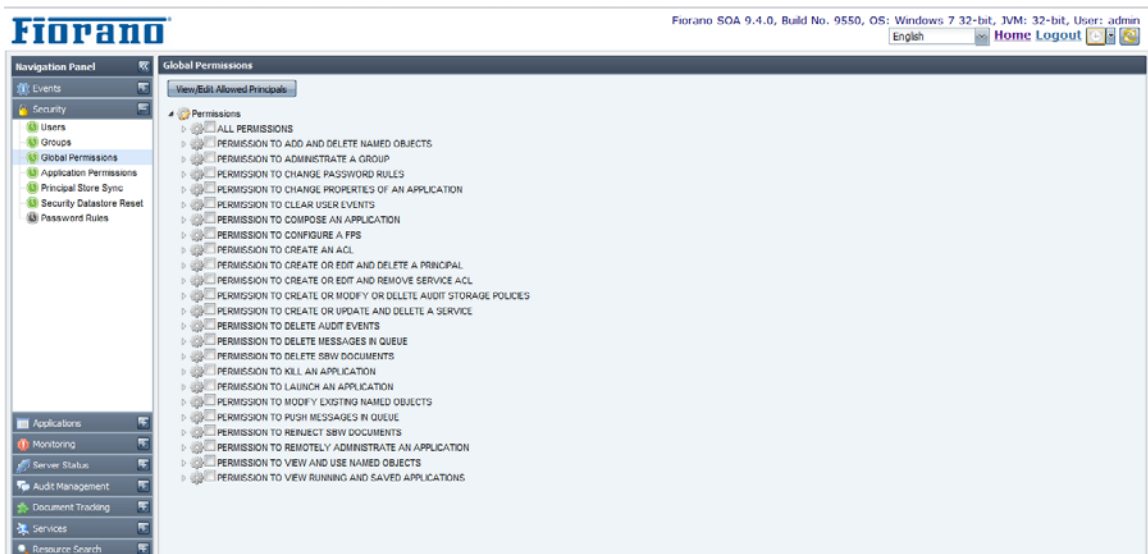 Fiorano
Fiorano SOA 9.4.0, Build No. 9550, OS: Windows 7 32-bit, JVM: 32-bit, User: admin
English Home Logout
Navigation Panel
Events
Security
Users
Groups
Global Permissions
Application Permissions
Principal Store Sync
Security Datastore Reset
Password Rules
Applications
Monitoring
Server Status
Audit Management
Document Tracking
Services
Resource Search
Global Permissions
View/Edit Allowed Principals
Permissions
ALL PERMISSIONS
PERMISSION TO ADD AND DELETE NAMED OBJECTS
PERMISSION TO ADMINISTRATE A GROUP
PERMISSION TO CHANGE PASSWORD RULES
PERMISSION TO CHANGE PROPERTIES OF AN APPLICATION
PERMISSION TO CLEAR USER EVENTS
PERMISSION TO COMPOSE AN APPLICATION
PERMISSION TO CONFIGURE A FPS
PERMISSION TO CREATE AN ACL
PERMISSION TO CREATE OR EDIT AND DELETE A PRINCIPAL
PERMISSION TO CREATE OR EDIT AND REMOVE SERVICE ACL
PERMISSION TO CREATE OR MODIFY OR DELETE AUDIT STORAGE POLICIES
PERMISSION TO CREATE OR UPDATE AND DELETE A SERVICE
PERMISSION TO DELETE AUDIT EVENTS
PERMISSION TO DELETE MESSAGES IN QUEUE
PERMISSION TO DELETE SBW DOCUMENTS
PERMISSION TO KILL AN APPLICATION
PERMISSION TO LAUNCH AN APPLICATION
PERMISSION TO MODIFY EXISTING NAMED OBJECTS
PERMISSION TO PUSH MESSAGES IN QUEUE
PERMISSION TO REINJECT SBW DOCUMENTS
PERMISSION TO REMOTELY ADMINISTRATE AN APPLICATION
PERMISSION TO VIEW AND USE NAMED OBJECTS
PERMISSION TO VIEW RUNNING AND SAVED APPLICATIONS